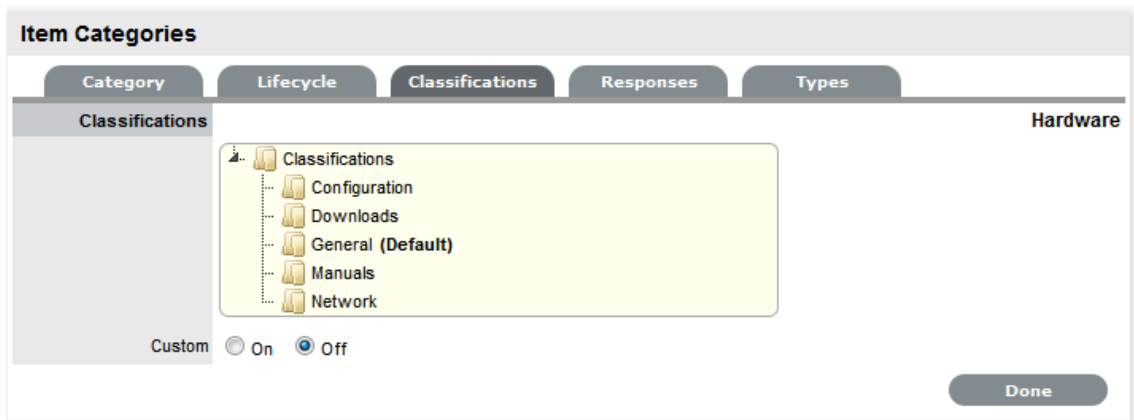 Item Categories
Category Lifecycle Classifications Responses Types
Classifications Hardware
Classifications
Configuration
Downloads
General (Default)
Manuals
Network
Custom On Off
Done